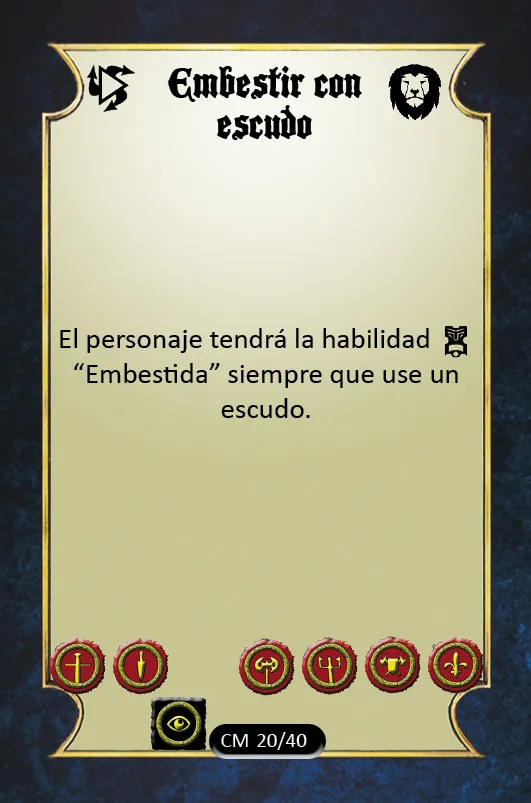 Embestir con
escudo
El personaje tendrá la habilidad
“Embestida” siempre que use un
escudo.
CM 20/40